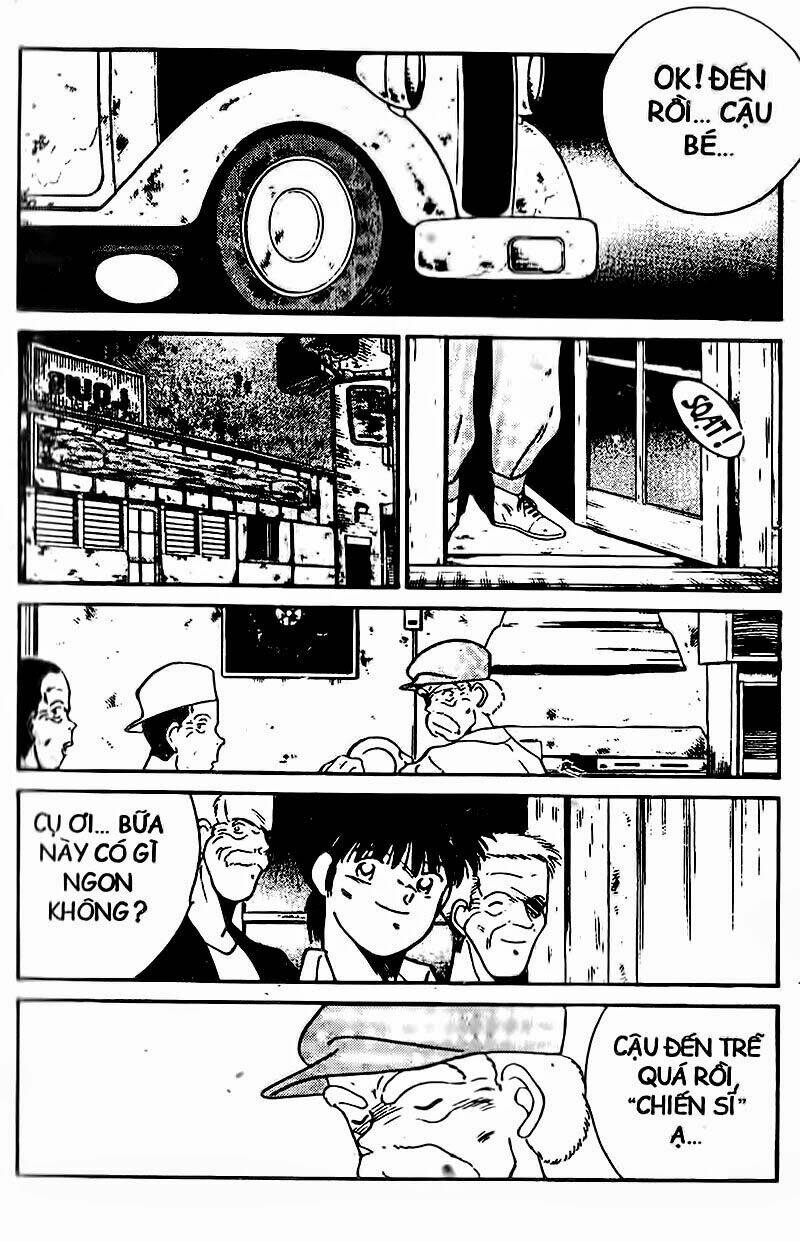 OK! ĐẾN
RỒI... CẬU
BÉ...
SOẠT!
CỤ ƠI... BỮA
NÀY CÓ GÌ
NGON
KHÔNG?
CẬU ĐẾN TRỄ
QUÁ RỒI,
"CHIẾN SĨ"
Ạ...